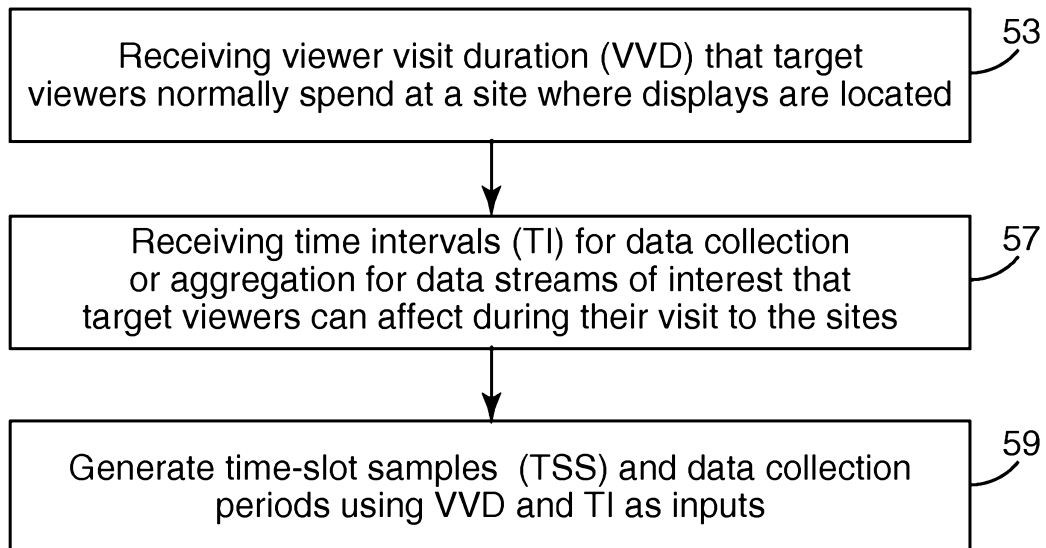 53
Receiving viewer visit duration (VVD) that target
viewers normally spend at a site where displays are located
57
Receiving time intervals (TI) for data collection
or aggregation for data streams of interest that
target viewers can affect during their visit to the sites
59
Generate time-slot samples (TSS) and data collection
periods using VVD and TI as inputs